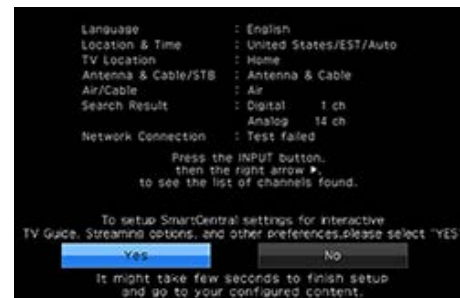 Language : English
Location & Time : United States/EST/Auto
TV Location : Home
Antenna & Cable/STB : Antenna & Cable
Air/Cable : Air
Search Result : Digital 1 ch
Analog 14 ch
Network Connection : Test failed
Press the INPUT button.
then the right arrow ▶.
to see the list of channels found.
To setup SmartCentral settings for interactive
TV Guide. Streaming options, and other preferences,please select "YES"
Yes No
It might take few seconds to finish setup
and go to your configured content.